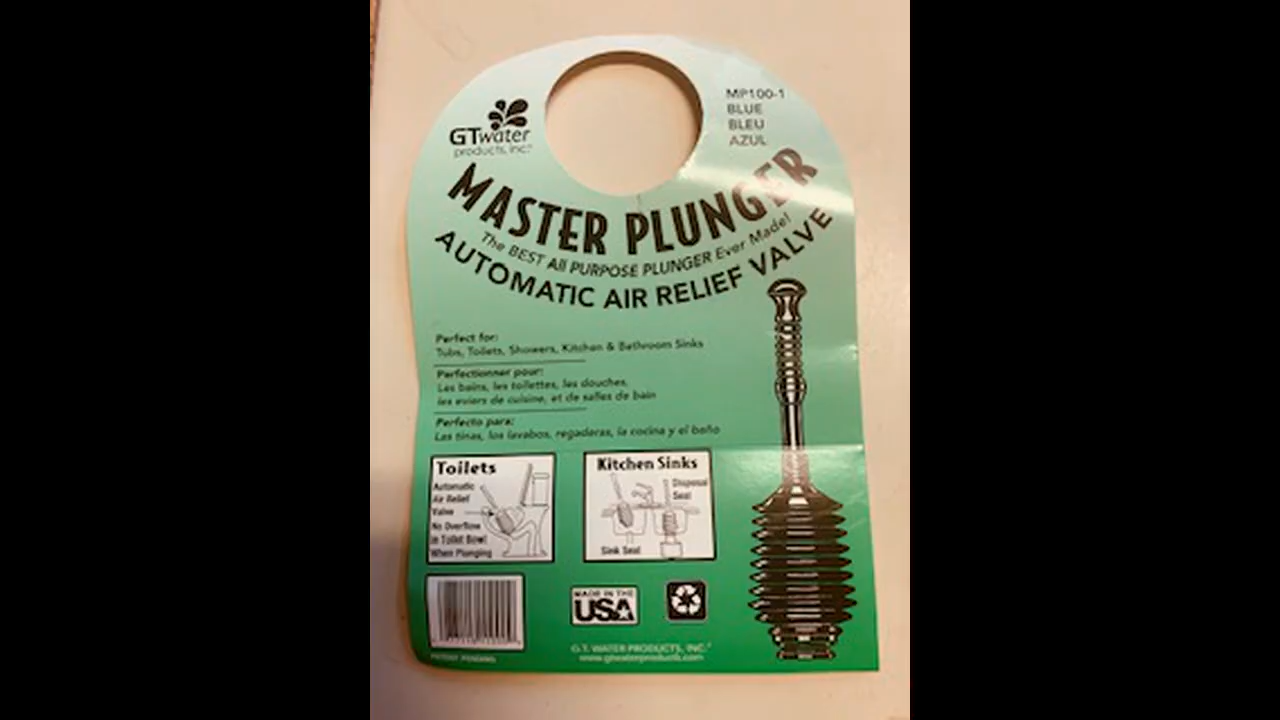 GTwater
products, inc.
MP100-1
BLUE
BLEU
AZUL
MASTER PLUNGER
The BEST All PURPOSE PLUNGER Ever Made!
AUTOMATIC AIR RELIEF VALVE
Perfect for:
Tubs, Toilets, Showers, Kitchen & Bathroom Sinks
Perfectionner pour:
Les bains, les toilettes, les douches,
les eviers de cuisine, et de salles de bain
Perfecto para:
Las tinas, los lavabos, regaderas, la cocina y el baño
Toilets
Automatic
Air Relief
Valve
No Overflow
in Toilet Bowl
When Plunging
Kitchen Sinks
Disposal
Seal
Sink Seal
MADE IN THE
USA
PATENT PENDING
G.T. WATER PRODUCTS, INC.
www.gtwaterproducts.com